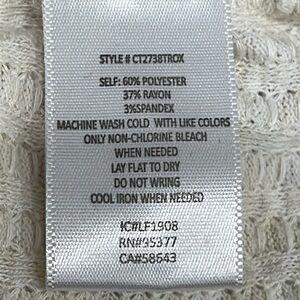 STYLE # CT2738TROX
SELF: 60% POLYESTER
37% RAYON
3%SPANDEX
MACHINE WASH COLD WITH LIKE COLORS
ONLY NON-CHLORINE BLEACH
WHEN NEEDED
LAY FLAT TO DRY
DO NOT WRING
COOL IRON WHEN NEEDED
IC#LF1908
RN#95377
CA#58643